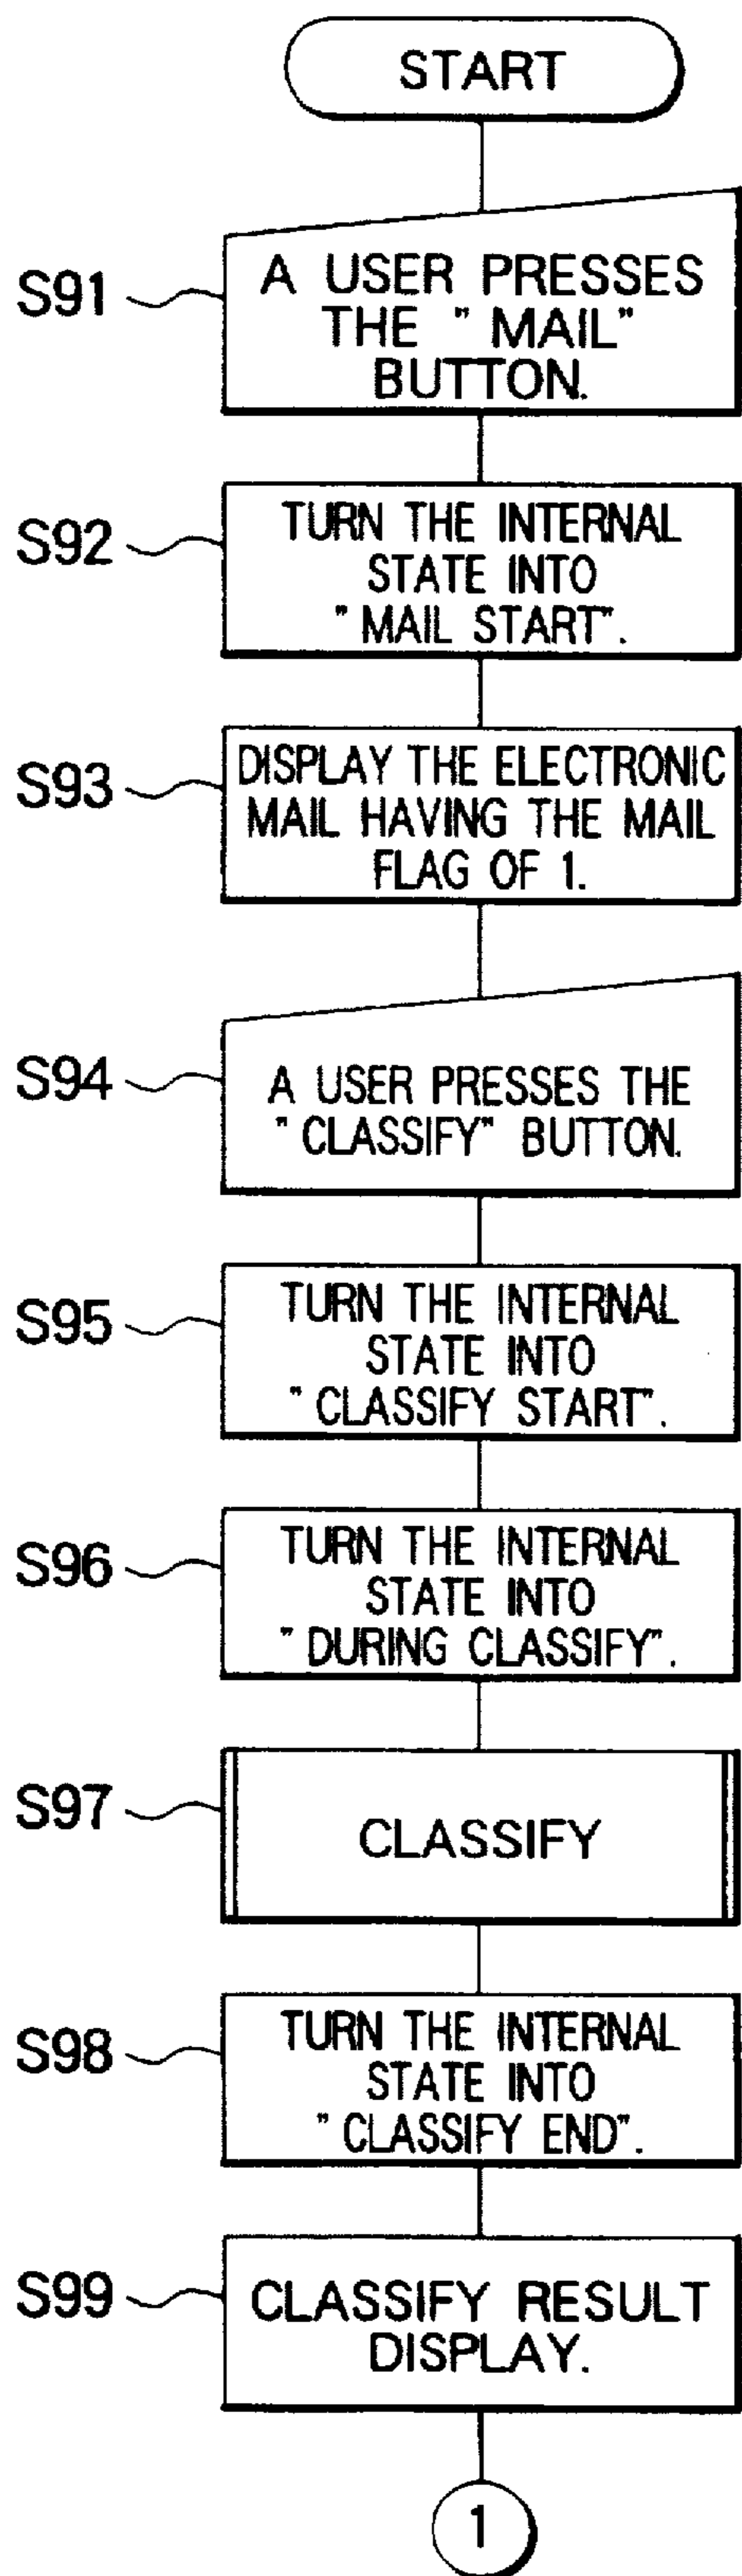 START
S91
A USER PRESSES
THE "MAIL"
BUTTON.
S92
TURN THE INTERNAL
STATE INTO
"MAIL START".
S93
DISPLAY THE ELECTRONIC
MAIL HAVING THE MAIL
FLAG OF 1.
S94
A USER PRESSES THE
"CLASSIFY" BUTTON.
S95
TURN THE INTERNAL
STATE INTO
"CLASSIFY START".
S96
TURN THE INTERNAL
STATE INTO
"DURING CLASSIFY".
S97
CLASSIFY
S98
TURN THE INTERNAL
STATE INTO
"CLASSIFY END".
S99
CLASSIFY RESULT
DISPLAY.
1